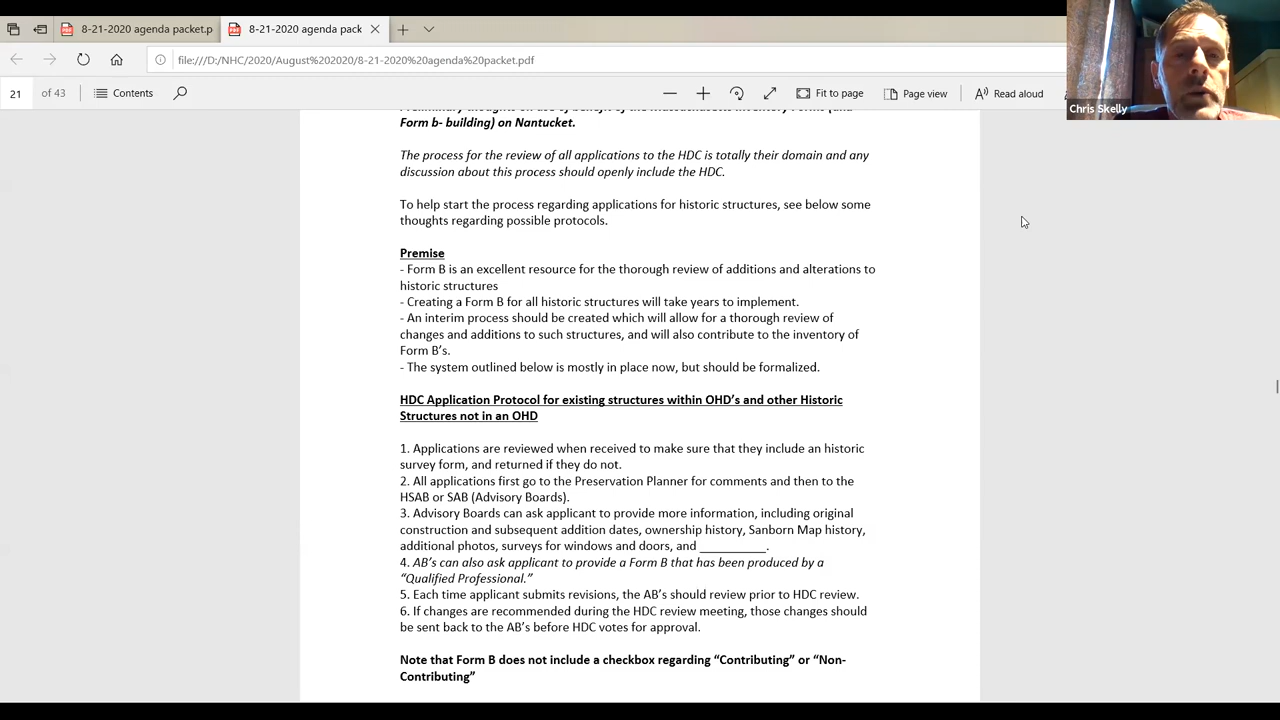 8-21-2020 agenda packet.p
8-21-2020 agenda pack
file:///D:/NHC/2020/August%202020/8-21-2020%20agenda%20packet.pdf
21 of 43
Contents
Fit to page
Page view
Read aloud
Chris Skelly
Form b- building) on Nantucket.
The process for the review of all applications to the HDC is totally their domain and any
discussion about this process should openly include the HDC.
To help start the process regarding applications for historic structures, see below some
thoughts regarding possible protocols.
Premise
- Form B is an excellent resource for the thorough review of additions and alterations to
historic structures
- Creating a Form B for all historic structures will take years to implement.
- An interim process should be created which will allow for a thorough review of
changes and additions to such structures, and will also contribute to the inventory of
Form B's.
- The system outlined below is mostly in place now, but should be formalized.
HDC Application Protocol for existing structures within OHD's and other Historic
Structures not in an OHD
1. Applications are reviewed when received to make sure that they include an historic
survey form, and returned if they do not.
2. All applications first go to the Preservation Planner for comments and then to the
HSAB or SAB (Advisory Boards).
3. Advisory Boards can ask applicant to provide more information, including original
construction and subsequent addition dates, ownership history, Sanborn Map history,
additional photos, surveys for windows and doors, and __________.
4. AB's can also ask applicant to provide a Form B that has been produced by a
“Qualified Professional.”
5. Each time applicant submits revisions, the AB's should review prior to HDC review.
6. If changes are recommended during the HDC review meeting, those changes should
be sent back to the AB's before HDC votes for approval.
Note that Form B does not include a checkbox regarding “Contributing” or “Non-
Contributing”